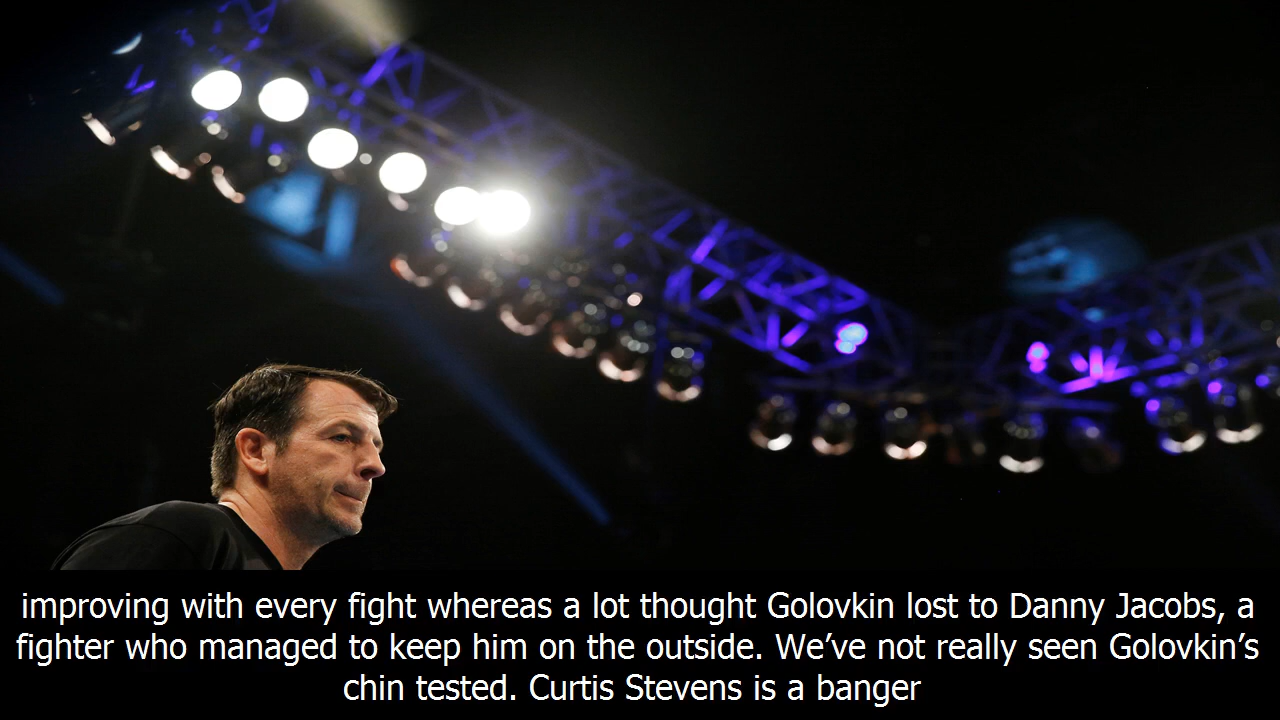 improving with every fight whereas a lot thought Golovkin lost to Danny Jacobs, a
fighter who managed to keep him on the outside. We’ve not really seen Golovkin’s
chin tested. Curtis Stevens is a banger